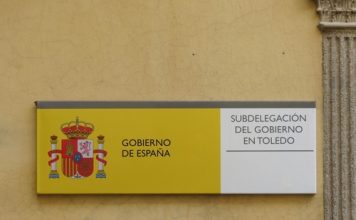 GOBIERNO
DE ESPAÑA
SUBDELEGACIÓN
DEL GOBIERNO
EN TOLEDO